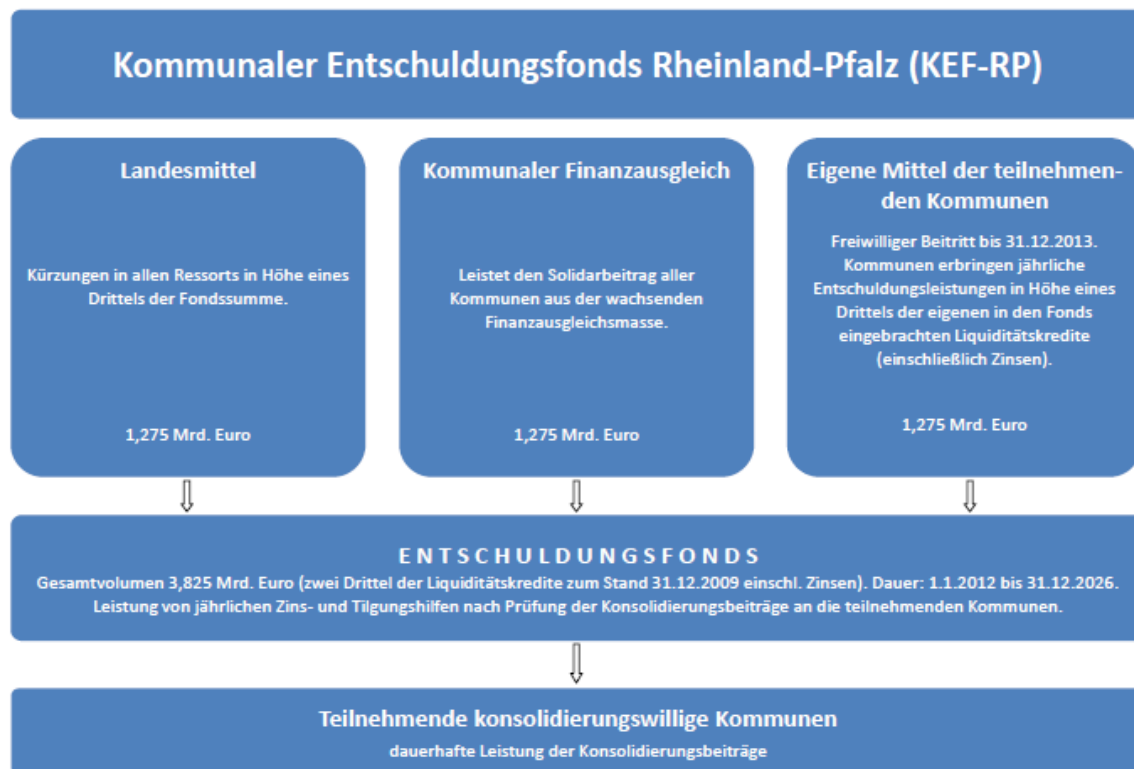 Kommunaler Entschuldungsfonds Rheinland-Pfalz (KEF-RP)
Landesmittel
Kürzungen in allen Ressorts in Höhe eines
Drittels der Fondssumme.
1,275 Mrd. Euro
Kommunaler Finanzausgleich
Leistet den Solidarbeitrag aller
Kommunen aus der wachsenden
Finanzausgleichsmasse.
1,275 Mrd. Euro
Eigene Mittel der teilnehmen-
den Kommunen
Freiwilliger Beitritt bis 31.12.2013.
Kommunen erbringen jährliche
Entschuldungsleistungen in Höhe eines
Drittels der eigenen in den Fonds
eingebrachten Liquiditätskredite
(einschließlich Zinsen).
1,275 Mrd. Euro
E N T S C H U L D U N G S F O N D S
Gesamtvolumen 3,825 Mrd. Euro (zwei Drittel der Liquiditätskredite zum Stand 31.12.2009 einschl. Zinsen). Dauer: 1.1.2012 bis 31.12.2026.
Leistung von jährlichen Zins- und Tilgungshilfen nach Prüfung der Konsolidierungsbeiträge an die teilnehmenden Kommunen.
Teilnehmende konsolidierungswillige Kommunen
dauerhafte Leistung der Konsolidierungsbeiträge